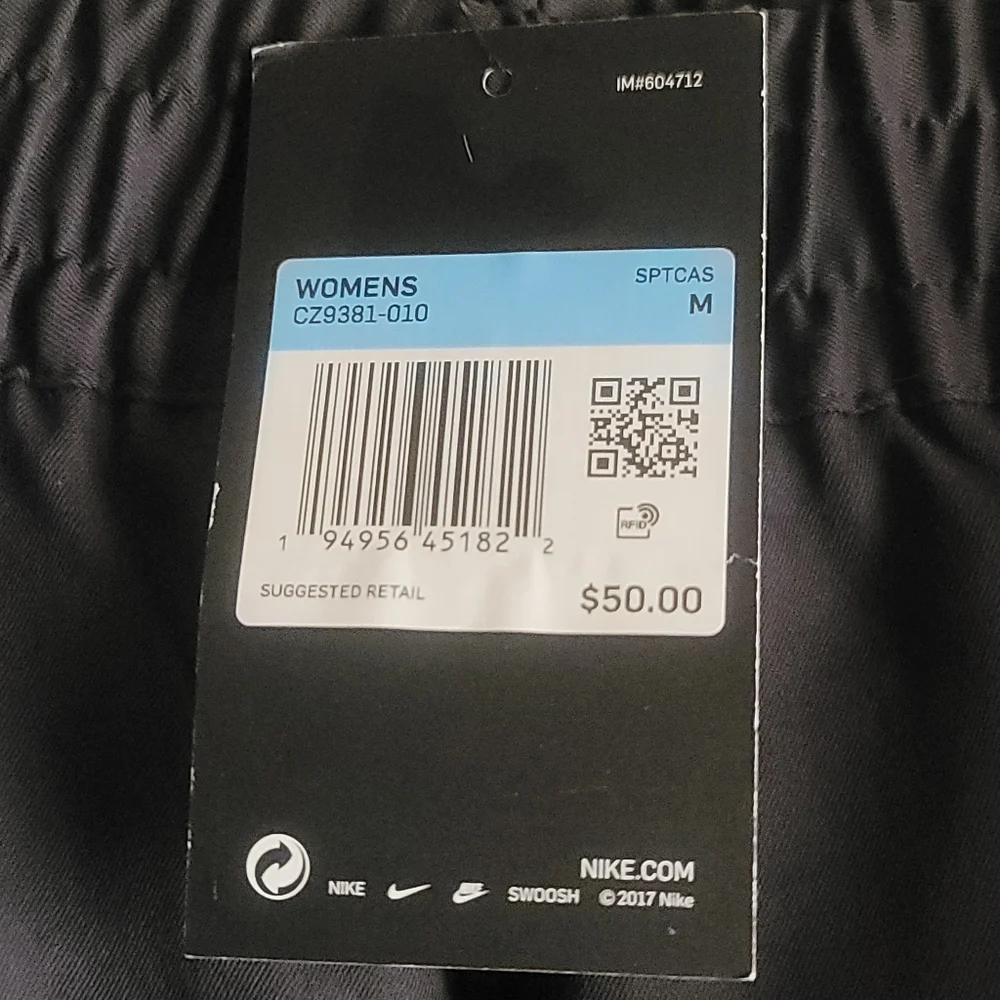 IM#604712
WOMENS
SPTCAS
CZ9381-010
M
1 94956 45182 2
RFID
SUGGESTED RETAIL
$50.00
NIKE.COM
NIKE NIKE SWOOSH © 2017 Nike